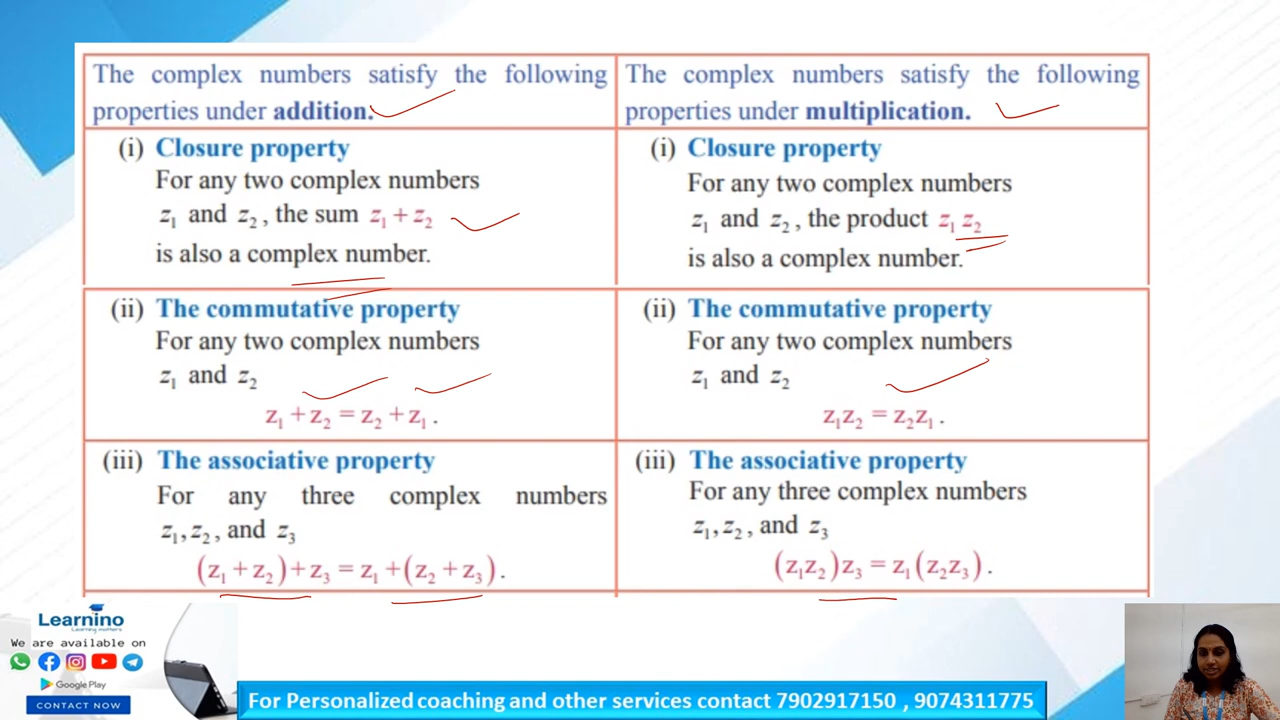 The complex numbers satisfy the following
properties under addition.
(i) Closure property
For any two complex numbers
z₁ and z₂, the sum z₁ + z₂
is also a complex number.
(ii) The commutative property
For any two complex numbers
z₁ and z₂
z₁ + z₂ = z₂ + z₁.
(iii) The associative property
For any three complex numbers
z₁, z₂, and z₃
(z₁ + z₂) + z₃ = z₁ + (z₂ + z₃).
The complex numbers satisfy the following
properties under multiplication.
(i) Closure property
For any two complex numbers
z₁ and z₂, the product z₁ z₂
is also a complex number.
(ii) The commutative property
For any two complex numbers
z₁ and z₂
z₁z₂ = z₂z₁.
(iii) The associative property
For any three complex numbers
z₁, z₂, and z₃
(z₁z₂)z₃ = z₁(z₂z₃).
Learnino
Learning matters
We are available on
Google Play
CONTACT NOW
For Personalized coaching and other services contact 7902917150 , 9074311775